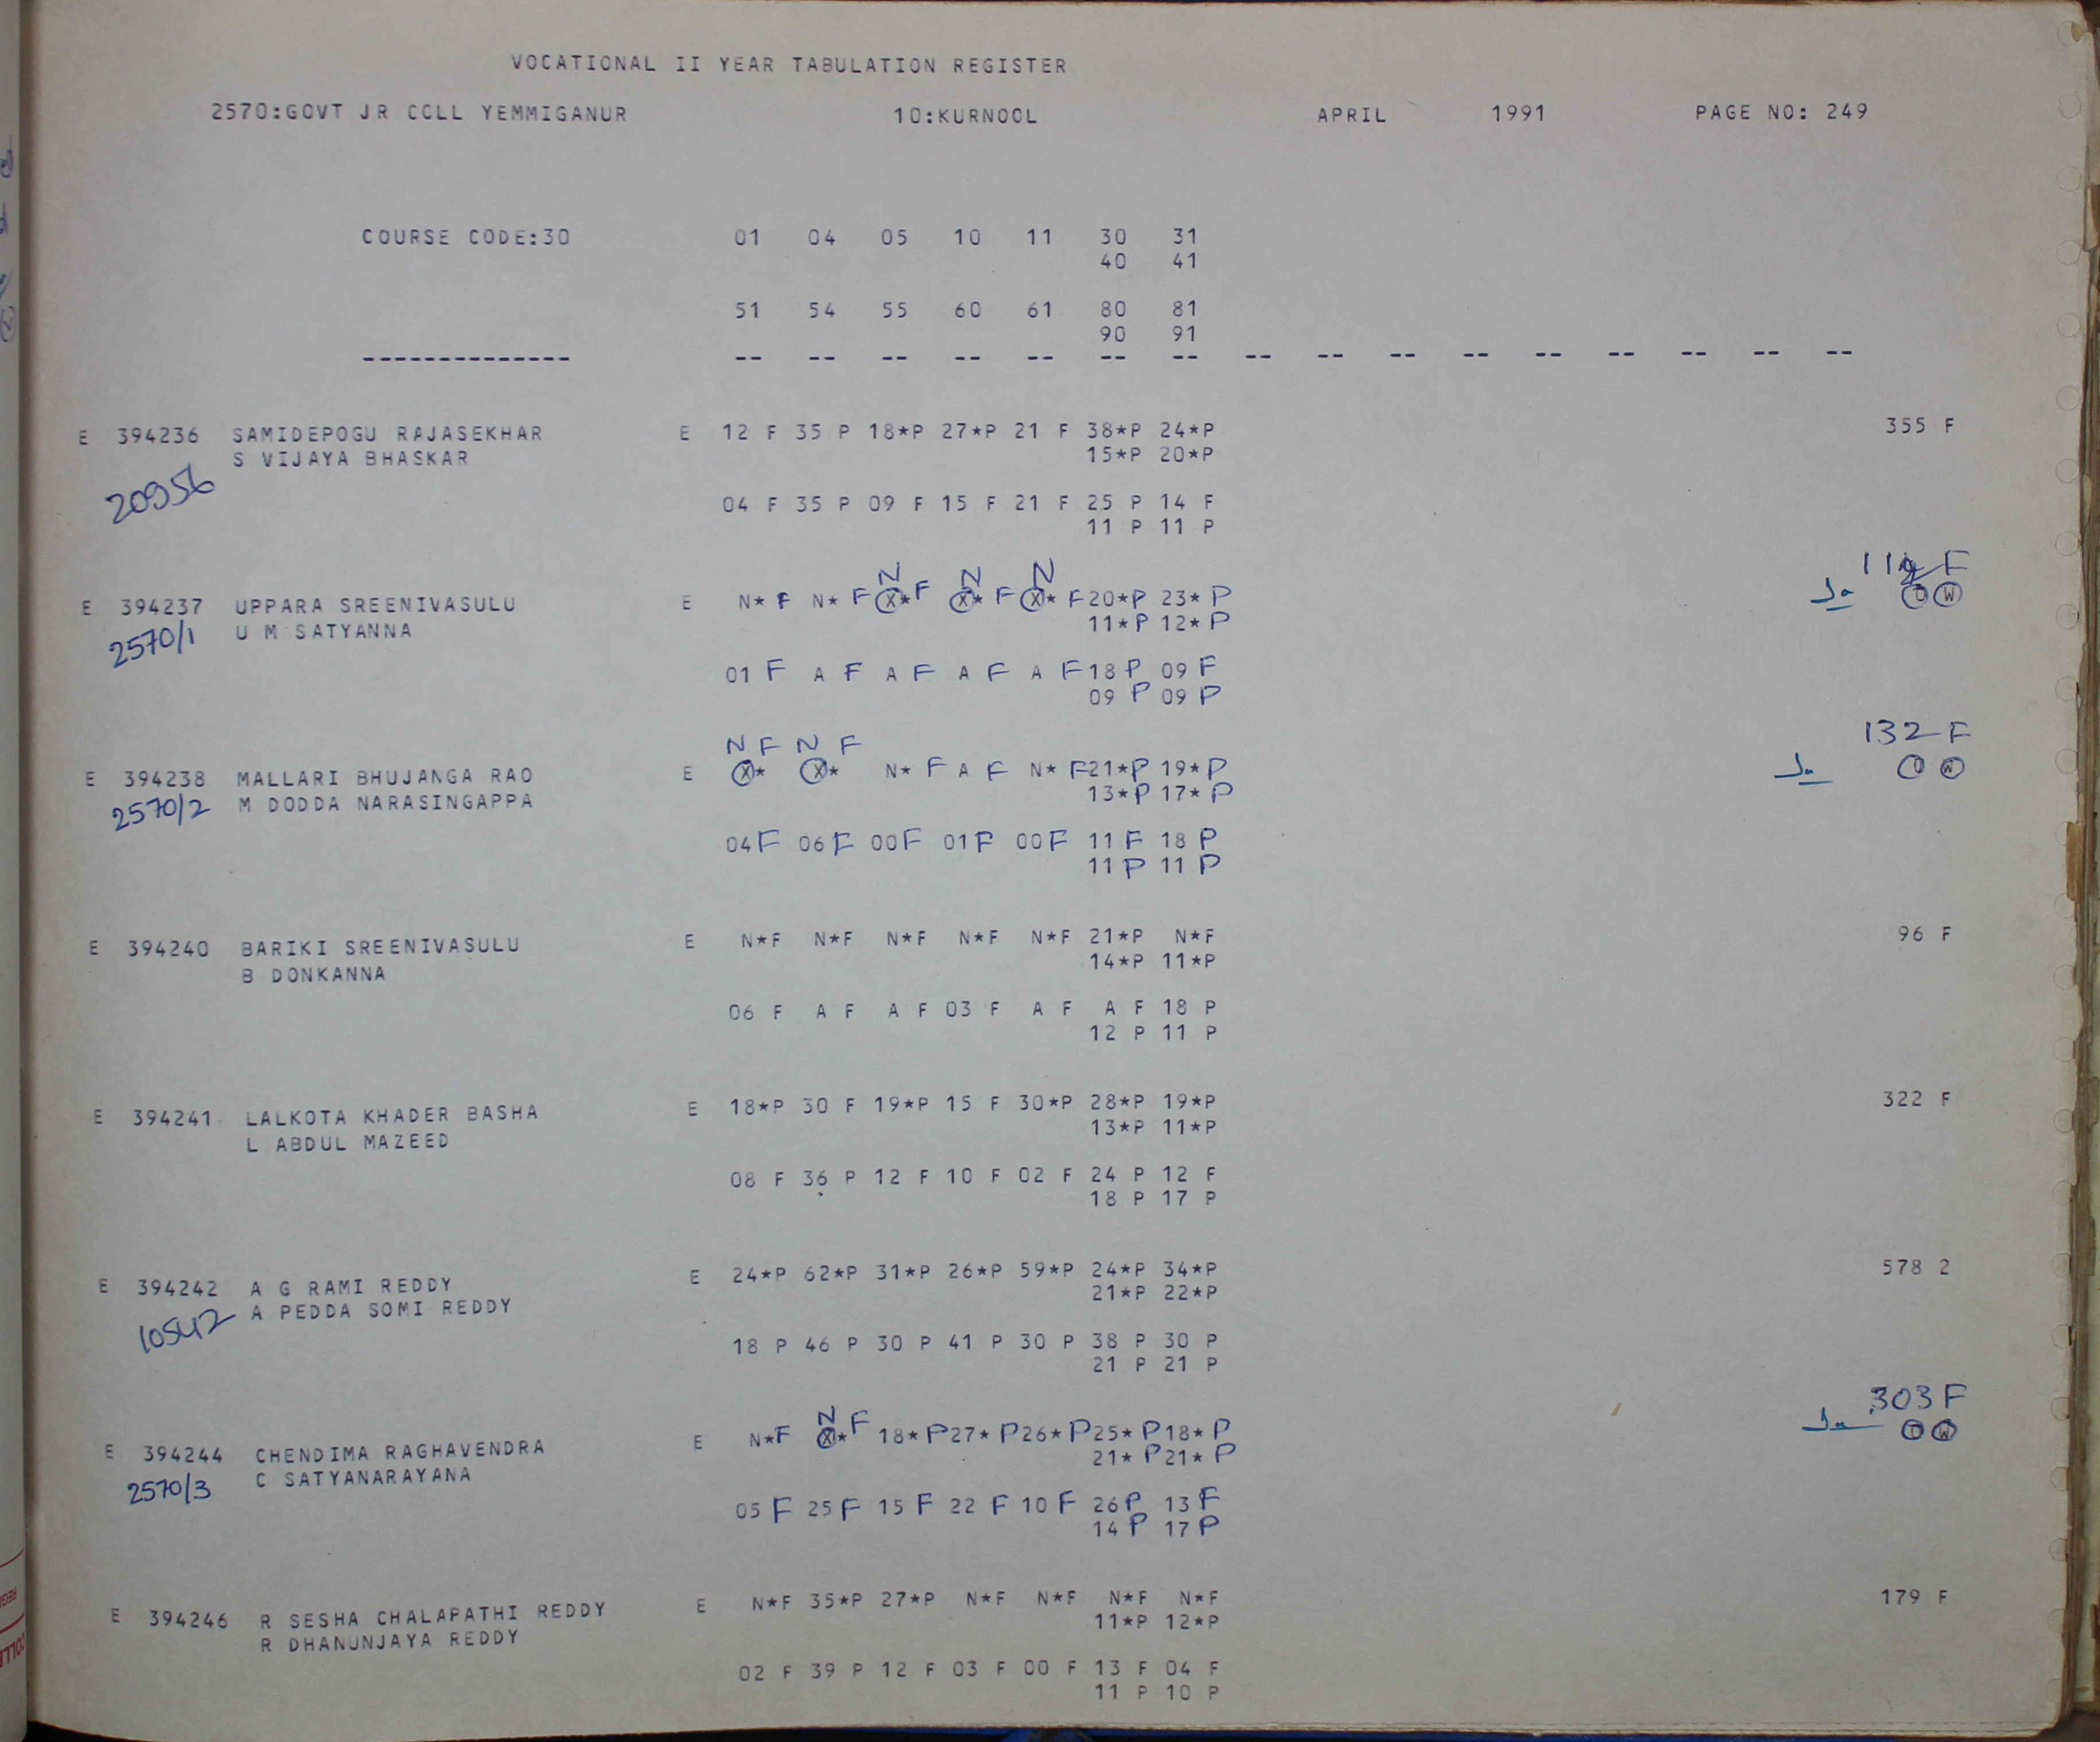 VOCATIONAL II YEAR TABULATION REGISTER
2570:GOVT JR COLL YEMMIGANUR 10:KURNOOL APRIL 1991 PAGE NO: 249
COURSE CODE:30 01 04 05 10 11 30 31
40 41
51 54 55 60 61 80 81
90 91
-------------- -- -- -- -- -- -- -- -- -- -- -- -- -- -- -- --
E 394236 SAMIDEPOGU RAJASEKHAR E 12 F 35 P 18*P 27*P 21 F 38*P 24*P 355 F
S VIJAYA BHASKAR 15*P 20*P
20956
04 F 35 P 09 F 15 F 21 F 25 P 14 F
11 P 11 P
N N N F
E 394237 UPPARA SREENIVASULU E N* F N* F X* F X* F X* F 20*P 23* P W
2570/1 U M SATYANNA 11*P 12* P
01 F A F A F A F A F 18 P 09 F
09 P 09 P
N F N F 132 F
E 394238 MALLARI BHUJANGA RAO E X* X* N* F A F N* F 21*P 19*P W
2570/2 M DODDA NARASINGAPPA 13*P 17* P
04 F 06 F 00 F 01 F 00 F 11 F 18 P
11 P 11 P
E 394240 BARIKI SREENIVASULU E N*F N*F N*F N*F N*F 21*P N*F 96 F
B DONKANNA 14*P 11*P
06 F A F A F 03 F A F A F 18 P
12 P 11 P
E 394241 LALKOTA KHADER BASHA E 18*P 30 F 19*P 15 F 30*P 28*P 19*P 322 F
L ABDUL MAZEED 13*P 11*P
08 F 36 P 12 F 10 F 02 F 24 P 12 F
18 P 17 P
E 394242 A G RAMI REDDY E 24*P 62*P 31*P 26*P 59*P 24*P 34*P 578 2
10542 A PEDDA SOMI REDDY 21*P 22*P
18 P 46 P 30 P 41 P 30 P 38 P 30 P
21 P 21 P
N 303 F
E 394244 CHENDIMA RAGHAVENDRA E N*F X* F 18* P 27* P 26* P 25* P 18* P W
2570/3 C SATYANARAYANA 21* P 21* P
05 F 25 F 15 F 22 F 10 F 26 P 13 F
14 P 17 P
E 394246 R SESHA CHALAPATHI REDDY E N*F 35*P 27*P N*F N*F N*F N*F 179 F
R DHANUNJAYA REDDY 11*P 12*P
02 F 39 P 12 F 03 F 00 F 13 F 04 F
11 P 10 P